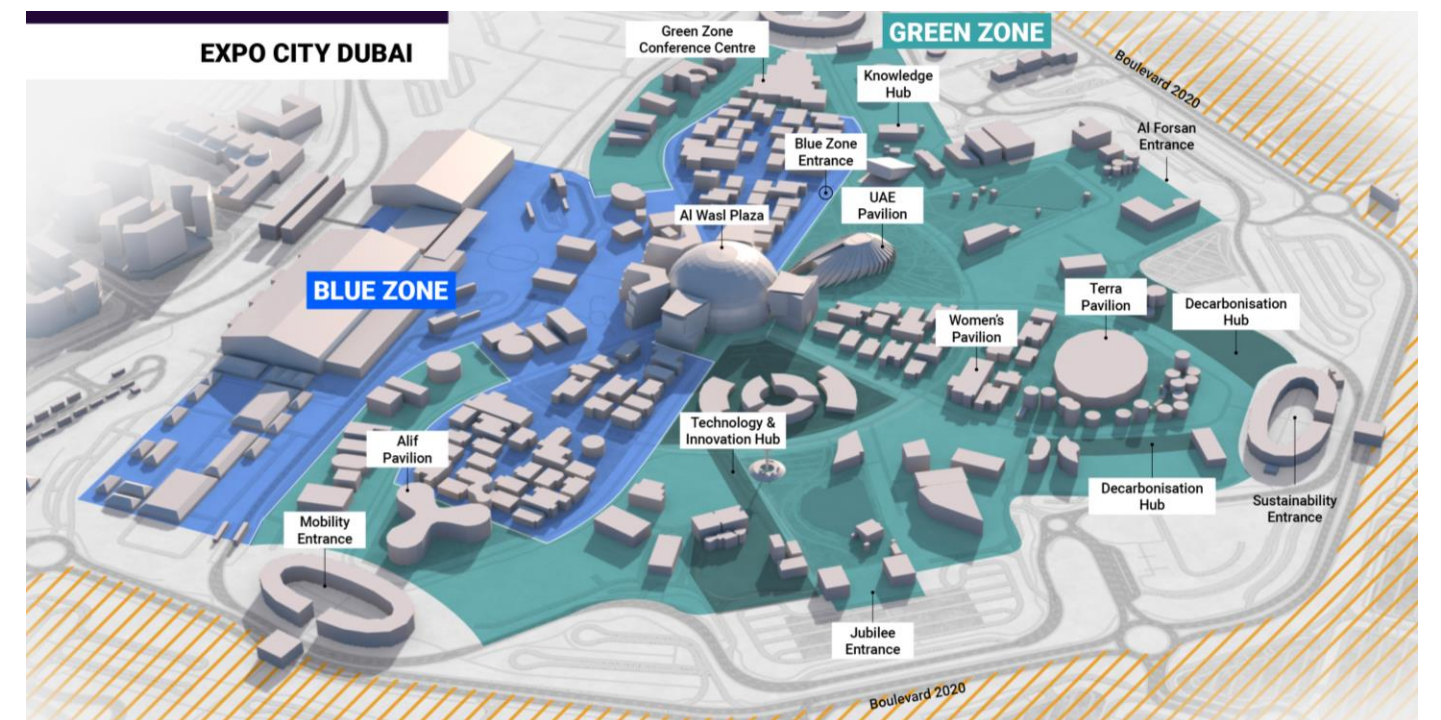 EXPO CITY DUBAI
Green Zone
Conference Centre
GREEN ZONE
Boulevard 2020
Knowledge
Hub
Al Forsan
Entrance
Blue Zone
Entrance
UAE
Pavilion
Al Wasl Plaza
BLUE ZONE
Terra
Pavilion
Decarbonisation
Hub
Women's
Pavilion
Technology &
Innovation Hub
Alif
Pavilion
Decarbonisation
Hub
Sustainability
Entrance
Mobility
Entrance
Jubilee
Entrance
Boulevard 2020